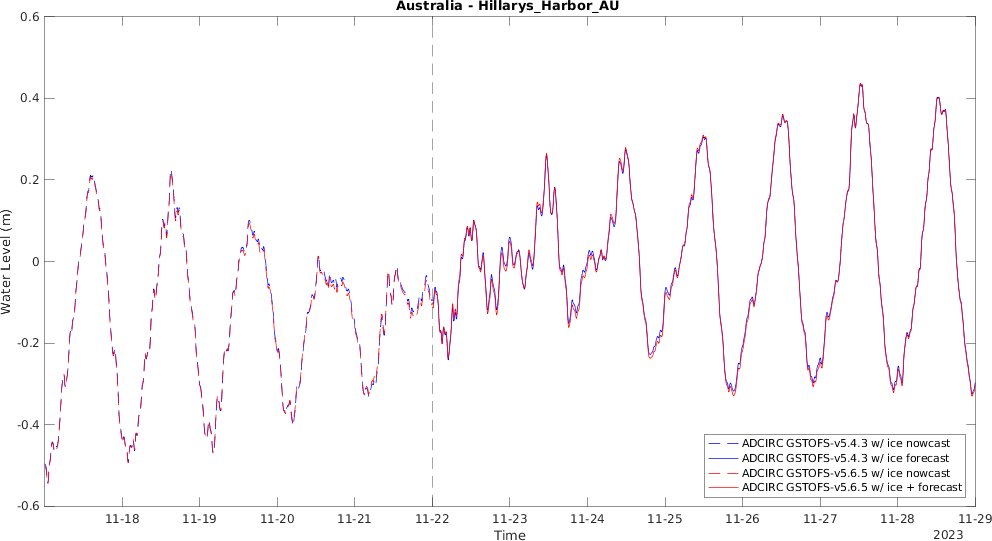 Australia - Hillarys_Harbor_AU
0.6
0.4
0.2
0
-0.2
-0.4
-0.6
Water Level (m)
11-18 11-19 11-20 11-21 11-22 11-23 11-24 11-25 11-26 11-27 11-28 11-29
Time
2023
ADCIRC GSTOFS-v5.4.3 w/ ice nowcast
ADCIRC GSTOFS-v5.4.3 w/ ice forecast
ADCIRC GSTOFS-v5.6.5 w/ ice nowcast
ADCIRC GSTOFS-v5.6.5 w/ ice + forecast